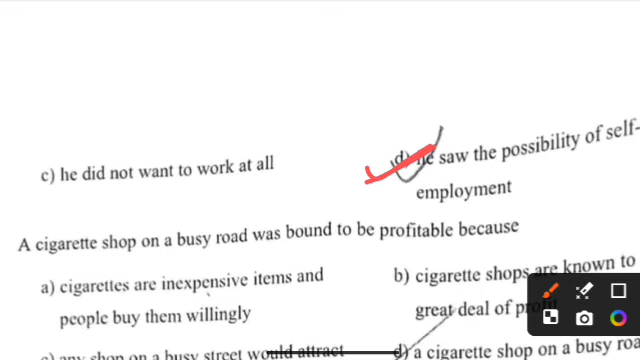 c) he did not want to work at all
d) he saw the possibility of self-
employment
A cigarette shop on a busy road was bound to be profitable because
a) cigarettes are inexpensive items and
people buy them willingly
b) cigarette shops are known to
great deal of profit
c) any shop on a busy street would attract
d) a cigarette shop on a busy roa